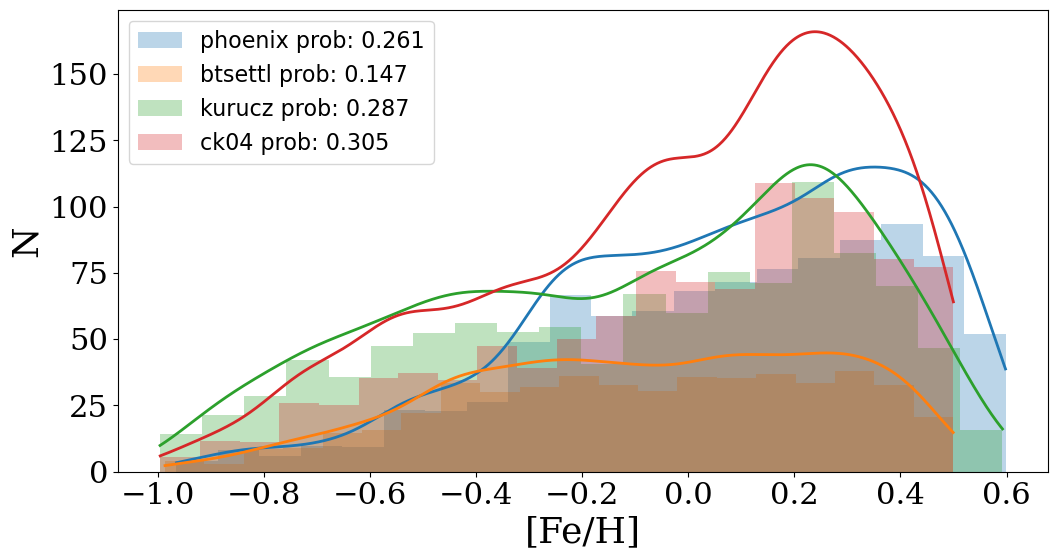 phoenix prob: 0.261
btsettl prob: 0.147
kurucz prob: 0.287
ck04 prob: 0.305
150
125
100
75
50
25
0
N
−1.0 −0.8 −0.6 −0.4 −0.2 0.0 0.2 0.4 0.6
[Fe/H]